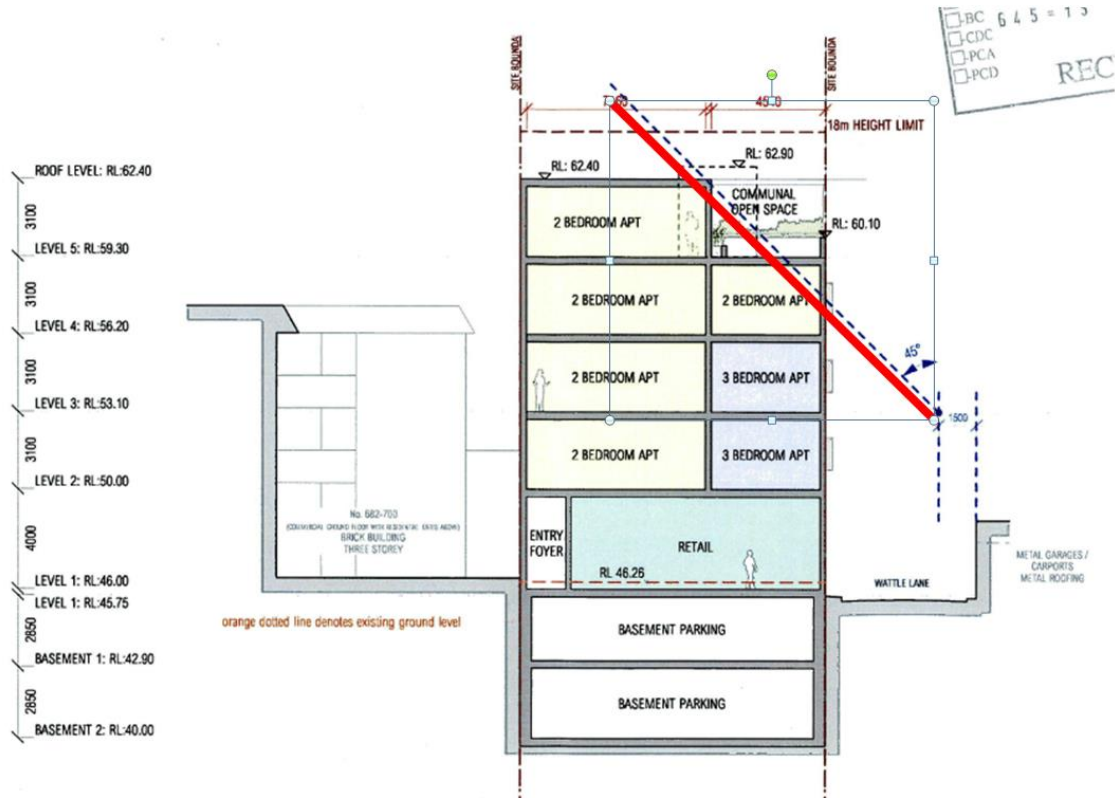 BC 645 = 13
CDC
PCA
PCD
REC
SITE BOUNDA
SITE BOUNDA
18m HEIGHT LIMIT
ROOF LEVEL: RL:62.40
RL: 62.40
RL: 62.90
COMMUNAL
OPEN SPACE
RL: 60.10
3100
2 BEDROOM APT
LEVEL 5: RL:59.30
3100
2 BEDROOM APT
2 BEDROOM APT
LEVEL 4: RL:56.20
3100
2 BEDROOM APT
3 BEDROOM APT
45°
LEVEL 3: RL:53.10
1500
3100
2 BEDROOM APT
3 BEDROOM APT
LEVEL 2: RL:50.00
No. 682-700
(COMMERCIAL GROUND FLOOR WITH RESIDENTIAL ABOVE)
BRICK BUILDING
THREE STOREY
4000
ENTRY
FOYER
RETAIL
RL 46.26
WATTLE LANE
METAL GARAGES /
CARPORTS
METAL ROOFING
LEVEL 1: RL:46.00
LEVEL 1: RL:45.75
orange dotted line denotes existing ground level
2850
BASEMENT PARKING
BASEMENT 1: RL:42.90
2850
BASEMENT PARKING
BASEMENT 2: RL:40.00